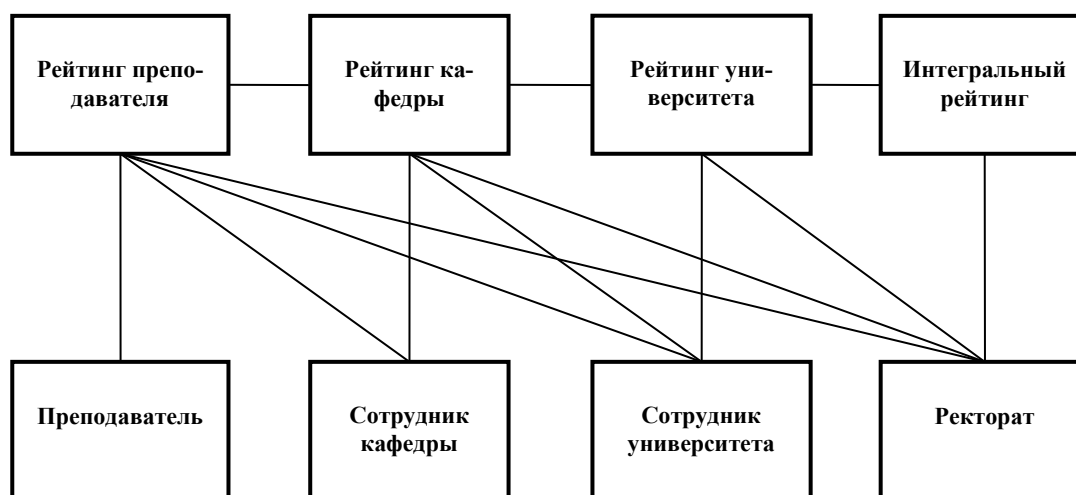 Рейтинг препо-
давателя
Рейтинг ка-
федры
Рейтинг уни-
верситета
Интегральный
рейтинг
Преподаватель
Сотрудник
кафедры
Сотрудник
университета
Ректорат